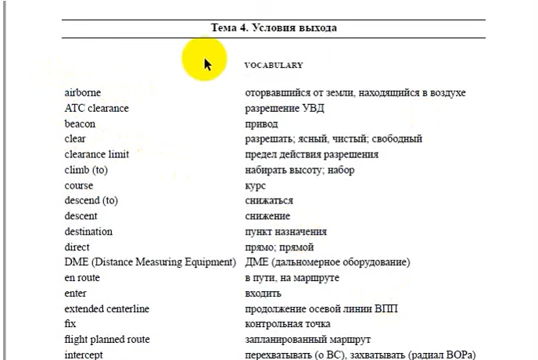 Тема 4. Условия выхода
VOCABULARY
airborne оторвавшийся от земли, находящийся в воздухе
ATC clearance разрешение УВД
beacon привод
clear разрешать; ясный, чистый; свободный
clearance limit предел действия разрешения
climb (to) набирать высоту; набор
course курс
descend (to) снижаться
descent снижение
destination пункт назначения
direct прямо; прямой
DME (Distance Measuring Equipment) ДМЕ (дальномерное оборудование)
en route в пути, на маршруте
enter входить
extended centerline продолжение осевой линии ВПП
fix контрольная точка
flight planned route запланированный маршрут
intercept перехватывать (о ВС), захватывать (радиал ВОРа)